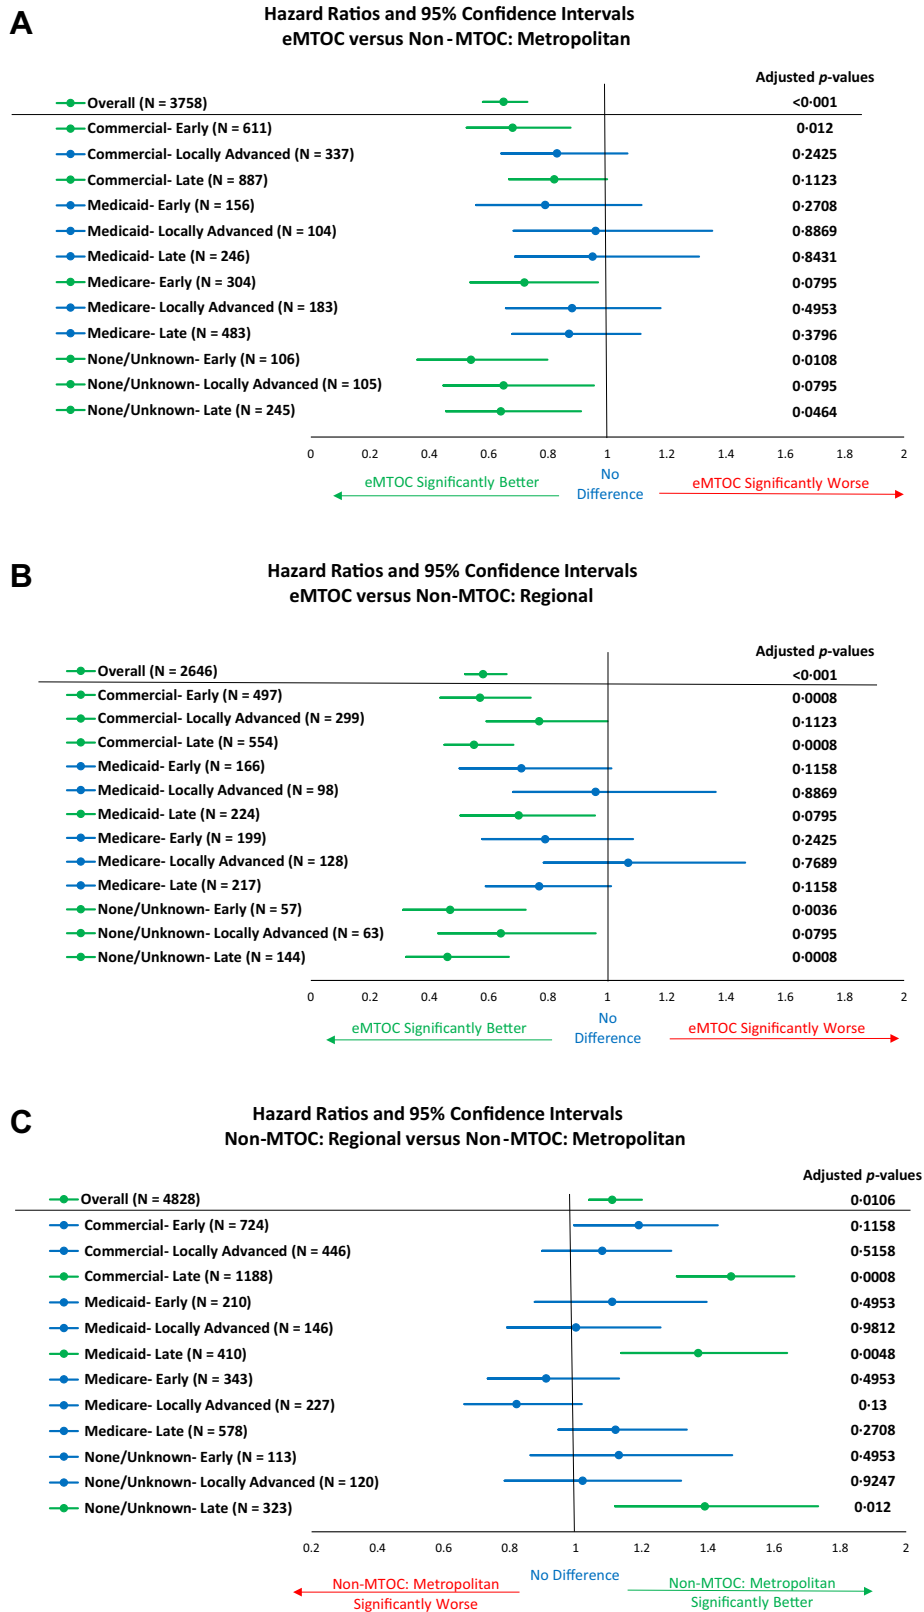 A
Hazard Ratios and 95% Confidence Intervals
eMTOC versus Non-MTOC: Metropolitan
Adjusted p-values
Overall (N = 3758) <0·001
Commercial- Early (N = 611) 0·012
Commercial- Locally Advanced (N = 337) 0·2425
Commercial- Late (N = 887) 0·1123
Medicaid- Early (N = 156) 0·2708
Medicaid- Locally Advanced (N = 104) 0·8869
Medicaid- Late (N = 246) 0·8431
Medicare- Early (N = 304) 0·0795
Medicare- Locally Advanced (N = 183) 0·4953
Medicare- Late (N = 483) 0·3796
None/Unknown- Early (N = 106) 0·0108
None/Unknown- Locally Advanced (N = 105) 0·0795
None/Unknown- Late (N = 245) 0·0464
0 0.2 0.4 0.6 0.8 1 1.2 1.4 1.6 1.8 2
eMTOC Significantly Better No eMTOC Significantly Worse
Difference
B
Hazard Ratios and 95% Confidence Intervals
eMTOC versus Non-MTOC: Regional
Adjusted p-values
Overall (N = 2646) <0·001
Commercial- Early (N = 497) 0·0008
Commercial- Locally Advanced (N = 299) 0·1123
Commercial- Late (N = 554) 0·0008
Medicaid- Early (N = 166) 0·1158
Medicaid- Locally Advanced (N = 98) 0·8869
Medicaid- Late (N = 224) 0·0795
Medicare- Early (N = 199) 0·2425
Medicare- Locally Advanced (N = 128) 0·7689
Medicare- Late (N = 217) 0·1158
None/Unknown- Early (N = 57) 0·0036
None/Unknown- Locally Advanced (N = 63) 0·0795
None/Unknown- Late (N = 144) 0·0008
0 0.2 0.4 0.6 0.8 1 1.2 1.4 1.6 1.8 2
eMTOC Significantly Better No eMTOC Significantly Worse
Difference
C
Hazard Ratios and 95% Confidence Intervals
Non-MTOC: Regional versus Non-MTOC: Metropolitan
Adjusted p-values
Overall (N = 4828) 0·0106
Commercial- Early (N = 724) 0·1158
Commercial- Locally Advanced (N = 446) 0·5158
Commercial- Late (N = 1188) 0·0008
Medicaid- Early (N = 210) 0·4953
Medicaid- Locally Advanced (N = 146) 0·9812
Medicaid- Late (N = 410) 0·0048
Medicare- Early (N = 343) 0·4953
Medicare- Locally Advanced (N = 227) 0·13
Medicare- Late (N = 578) 0·2708
None/Unknown- Early (N = 113) 0·4953
None/Unknown- Locally Advanced (N = 120) 0·9247
None/Unknown- Late (N = 323) 0·012
0.2 0.4 0.6 0.8 1 1.2 1.4 1.6 1.8 2
Non-MTOC: Metropolitan No Difference Non-MTOC: Metropolitan
Significantly Worse Significantly Better